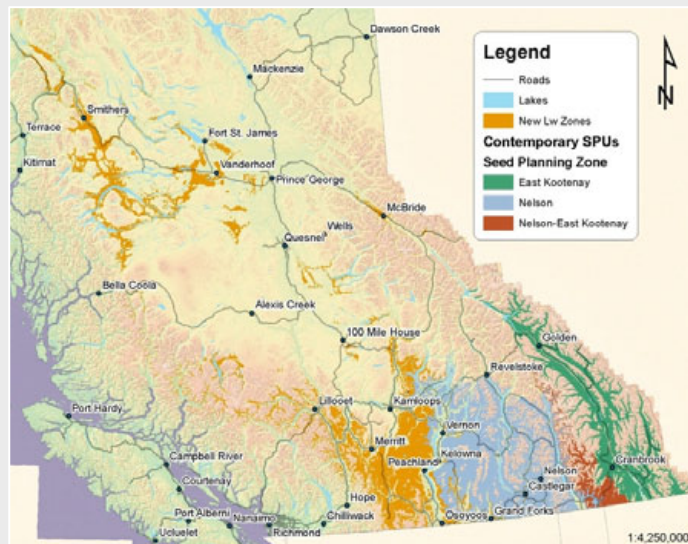 Dawson Creek
Legend
Roads
Lakes
New Lw Zones
Contemporary SPUs
Seed Planning Zone
East Kootenay
Nelson
Nelson-East Kootenay
N
Mackenzie
Smithers
Terrace
Fort St. James
Kitimat
Vanderhoof
Prince George
McBride
Wells
Quesnel
Bella Coola
Alexis Creek
100 Mile House
Golden
Revelstoke
Port Hardy
Lillooet
Kamloops
Vernon
Merritt
Campbell River
Peachland
Kelowna
Cranbrook
Courtenay
Nelson
Castlegar
Hope
Port Alberni
Nanaimo
Chilliwack
Osoyoos
Grand Forks
Ucluelet
Richmond
1:4,250,000